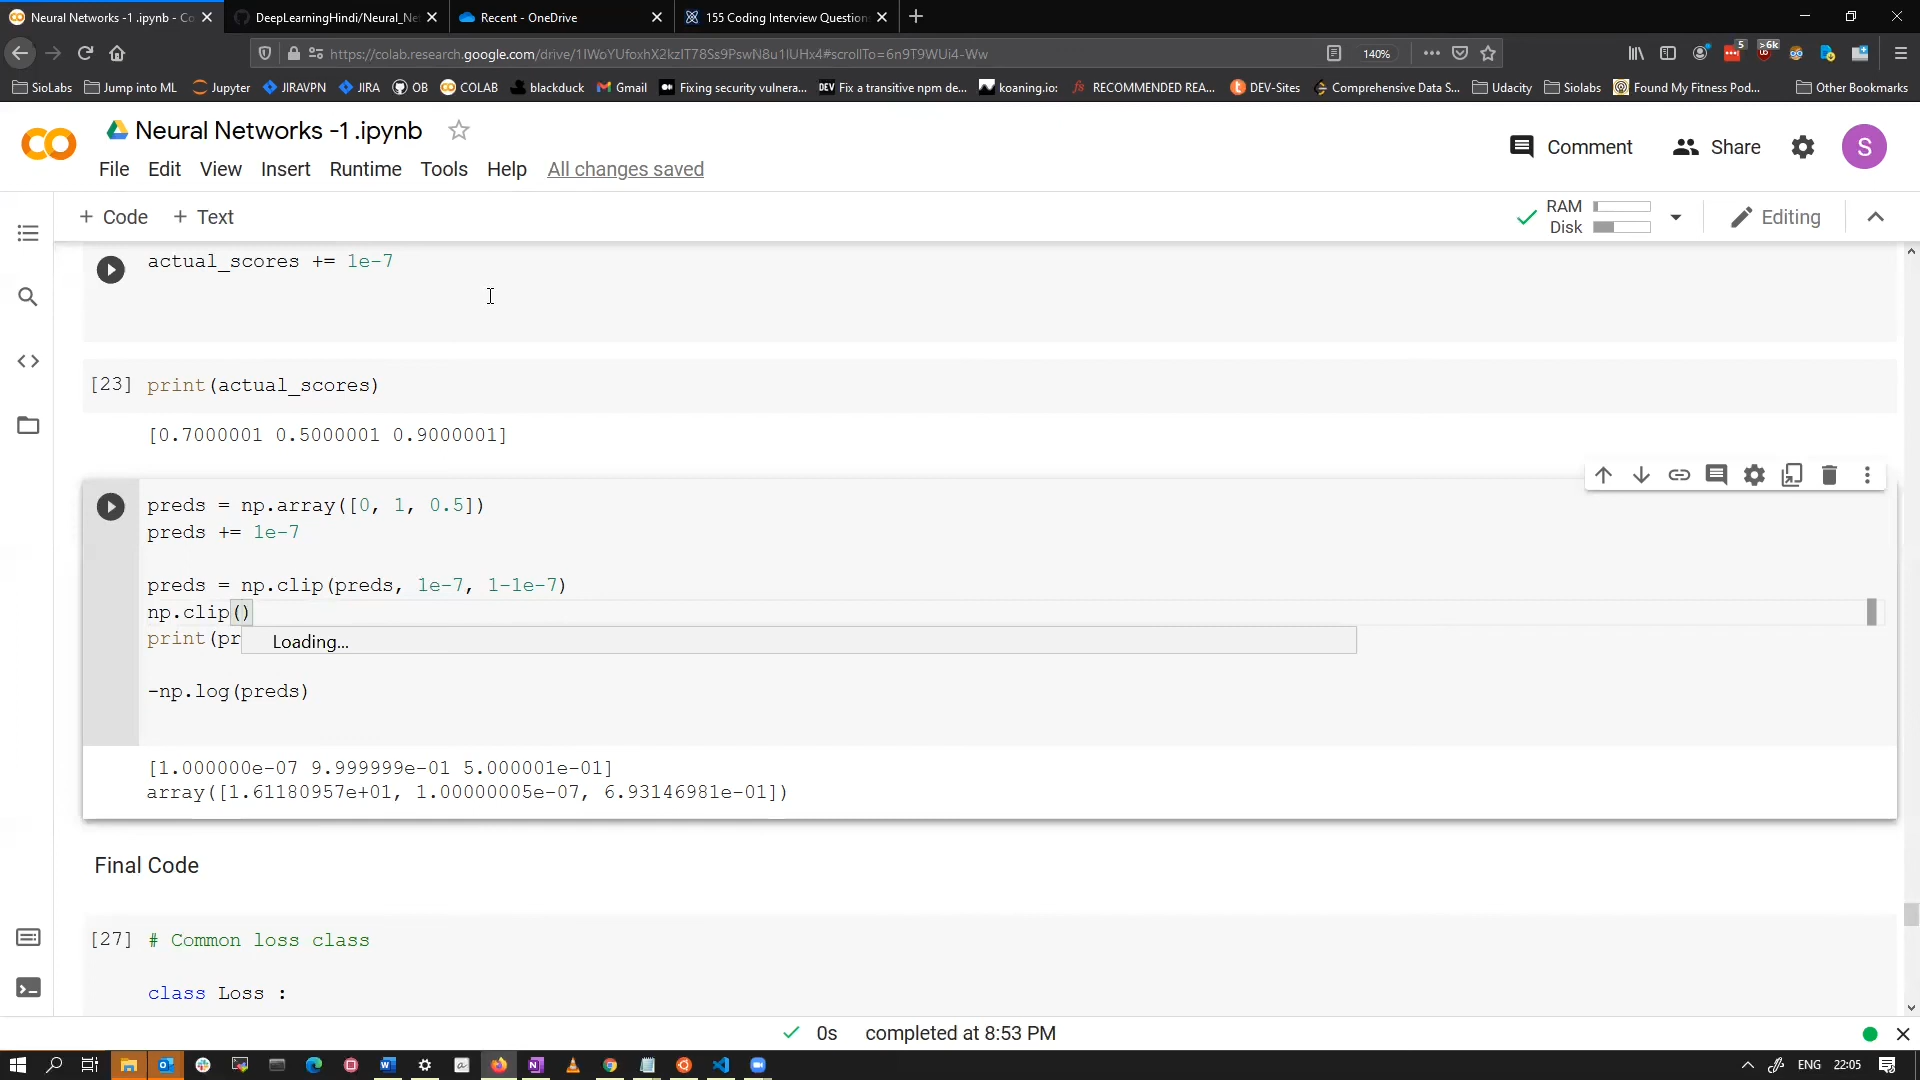 Neural Networks -1 .ipynb - Co
DeepLearningHindi/Neural_Ne
Recent - OneDrive
155 Coding Interview Question
https://colab.research.google.com/drive/1IWoYUfoxhX2kzIT78Ss9PswN8u1IUHx4#scrollTo=6n9T9WUi4-Ww
140%
5
>6k
SioLabs
Jump into ML
Jupyter
JIRAVPN
JIRA
OB
COLAB
blackduck
Gmail
Fixing security vulnera...
DEV Fix a transitive npm de...
koaning.io:
fs RECOMMENDED REA...
DEV-Sites
Comprehensive Data S...
Udacity
Siolabs
Found My Fitness Pod...
Other Bookmarks
Neural Networks -1 .ipynb
Comment
Share
S
File Edit View Insert Runtime Tools Help All changes saved
+ Code + Text
RAM
Disk
Editing
actual_scores += 1e-7
[23] print(actual_scores)
[0.7000001 0.5000001 0.9000001]
preds = np.array([0, 1, 0.5])
preds += 1e-7
preds = np.clip(preds, 1e-7, 1-1e-7)
np.clip()
print(pr
Loading...
-np.log(preds)
[1.000000e-07 9.999999e-01 5.000001e-01]
array([1.61180957e+01, 1.00000005e-07, 6.93146981e-01])
Final Code
[27] # Common loss class
class Loss :
0s completed at 8:53 PM
ENG 22:05